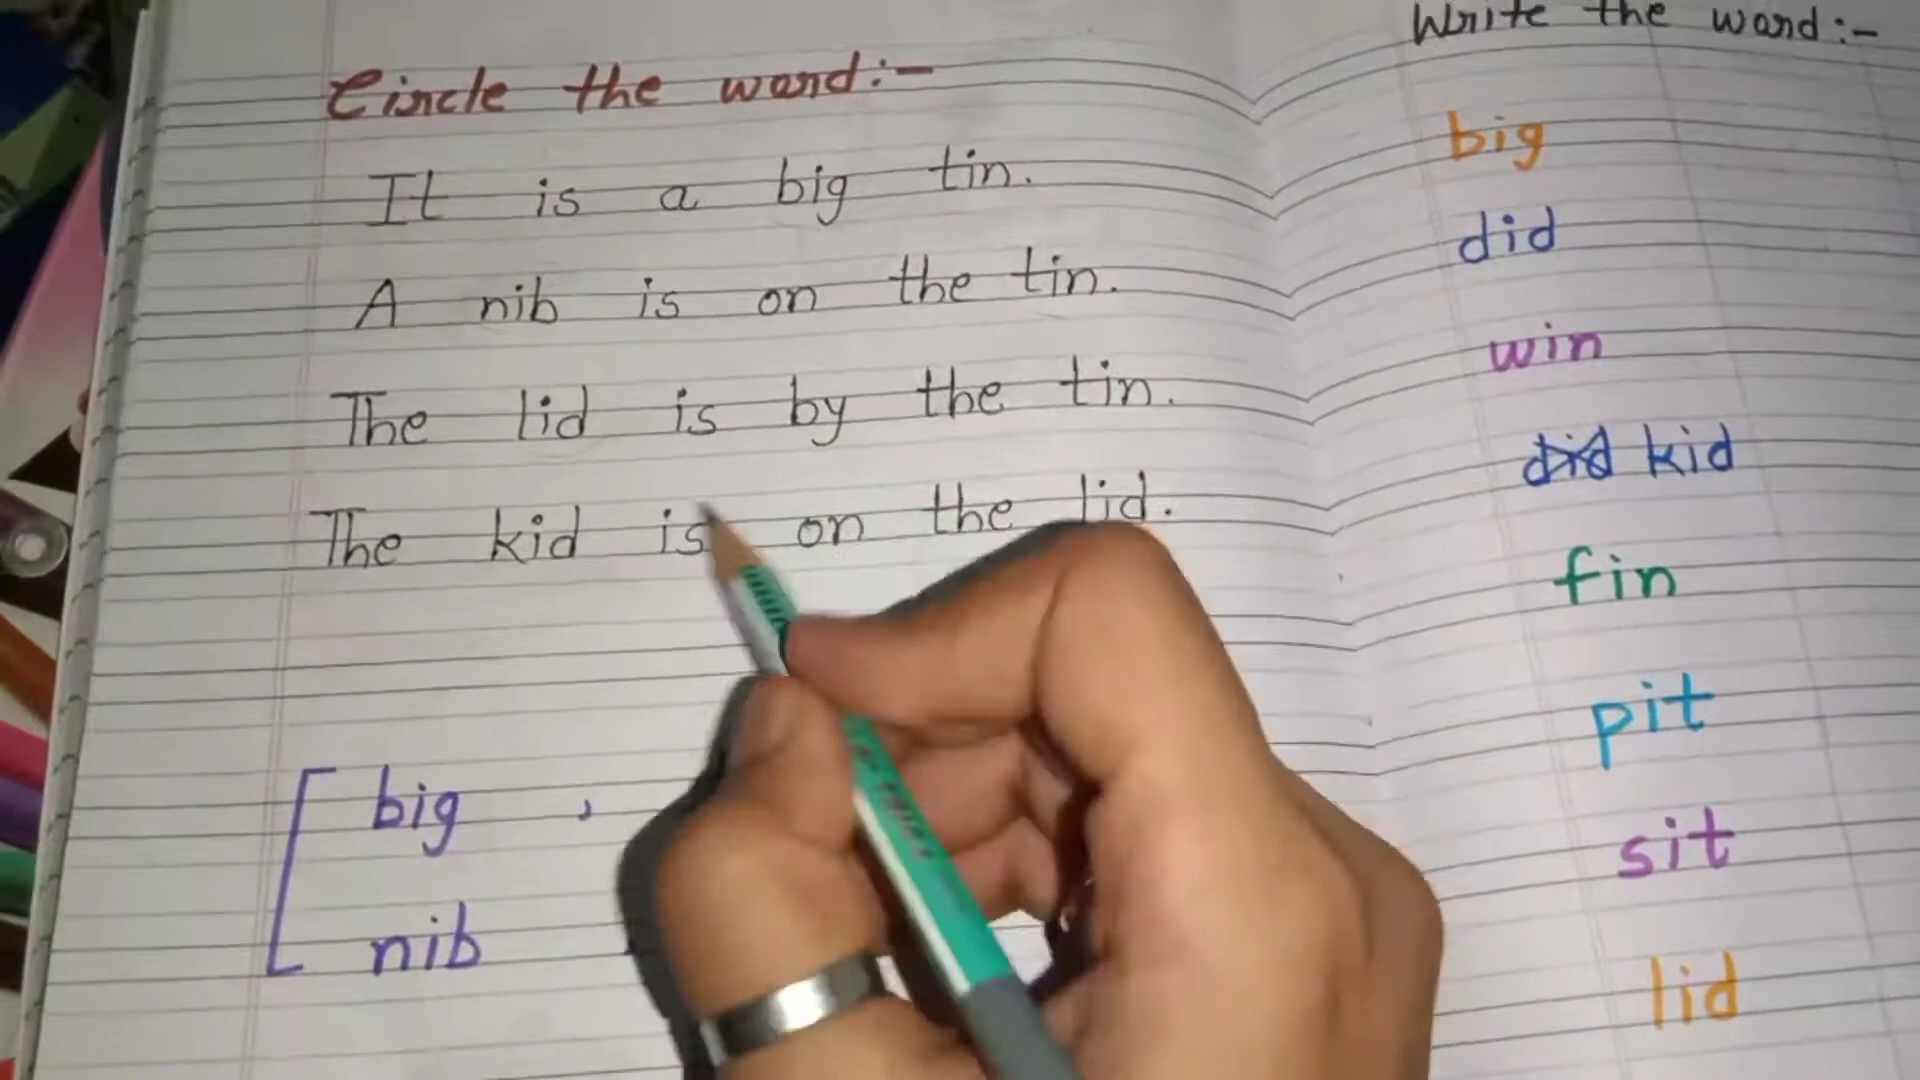 Circle the word:-
It is a big tin.
A nib is on the tin.
The lid is by the tin.
The kid is on the lid.
big ,
nib
Write the word:-
big
did
win
did kid
fin
pit
sit
lid